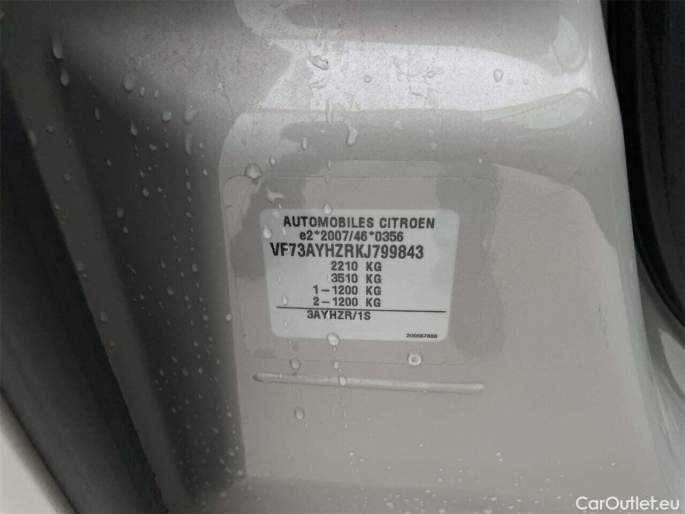 AUTOMOBILES CITROEN
e2*2007/46*0356
VF73AYHZRKJ799843
2210 KG
3510 KG
1-1200 KG
2-1200 KG
3AYHZR/1S
CarOutlet.eu